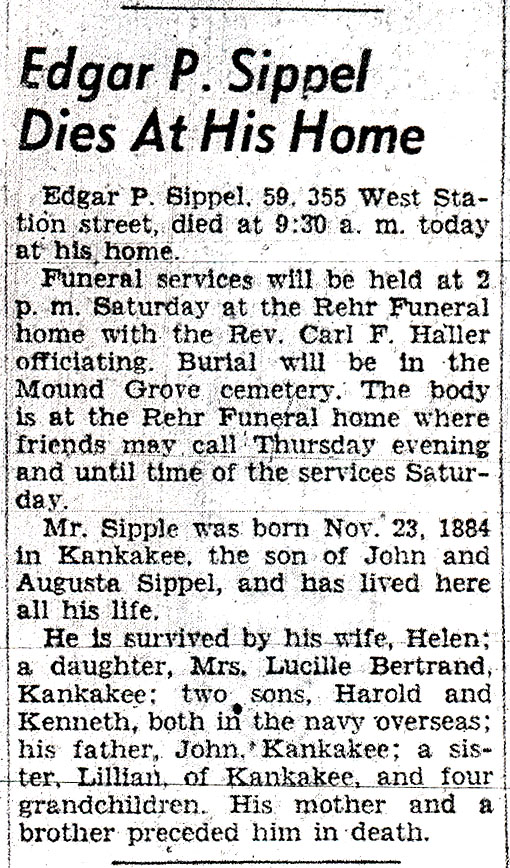 Edgar P. Sippel
Dies At His Home
Edgar P. Sippel, 59, 355 West Sta-
tion street, died at 9:30 a. m. today
at his home.
Funeral services will be held at 2
p. m. Saturday at the Rehr Funeral
home with the Rev. Carl F. Haller
officiating. Burial will be in the
Mound Grove cemetery. The body
is at the Rehr Funeral home where
friends may call Thursday evening
and until time of the services Satur-
day.
Mr. Sipple was born Nov. 23, 1884
in Kankakee, the son of John and
Augusta Sippel, and has lived here
all his life.
He is survived by his wife, Helen;
a daughter, Mrs. Lucille Bertrand,
Kankakee; two sons, Harold and
Kenneth, both in the navy overseas;
his father, John, Kankakee; a sis-
ter, Lillian, of Kankakee, and four
grandchildren. His mother and a
brother preceded him in death.